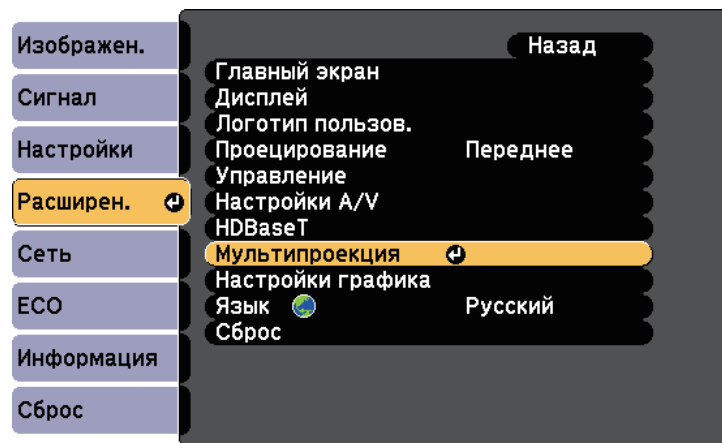 Изображен.
Сигнал
Настройки
Расширен.
Сеть
ECO
Информация
Сброс
Назад
Главный экран
Дисплей
Логотип пользов.
Проецирование Переднее
Управление
Настройки A/V
HDBaseT
Мультипроекция
Настройки графика
Язык Русский
Сброс